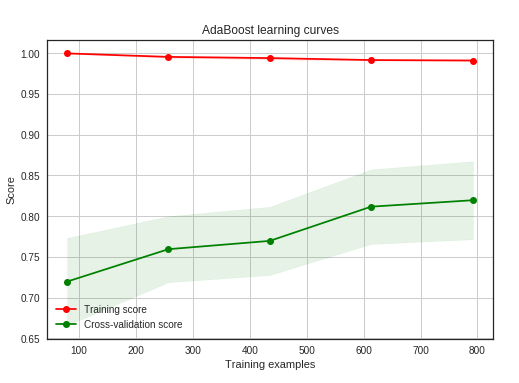 AdaBoost learning curves
Score
1.00
0.95
0.90
0.85
0.80
0.75
0.70
0.65
Training score
Cross-validation score
100 200 300 400 500 600 700 800
Training examples